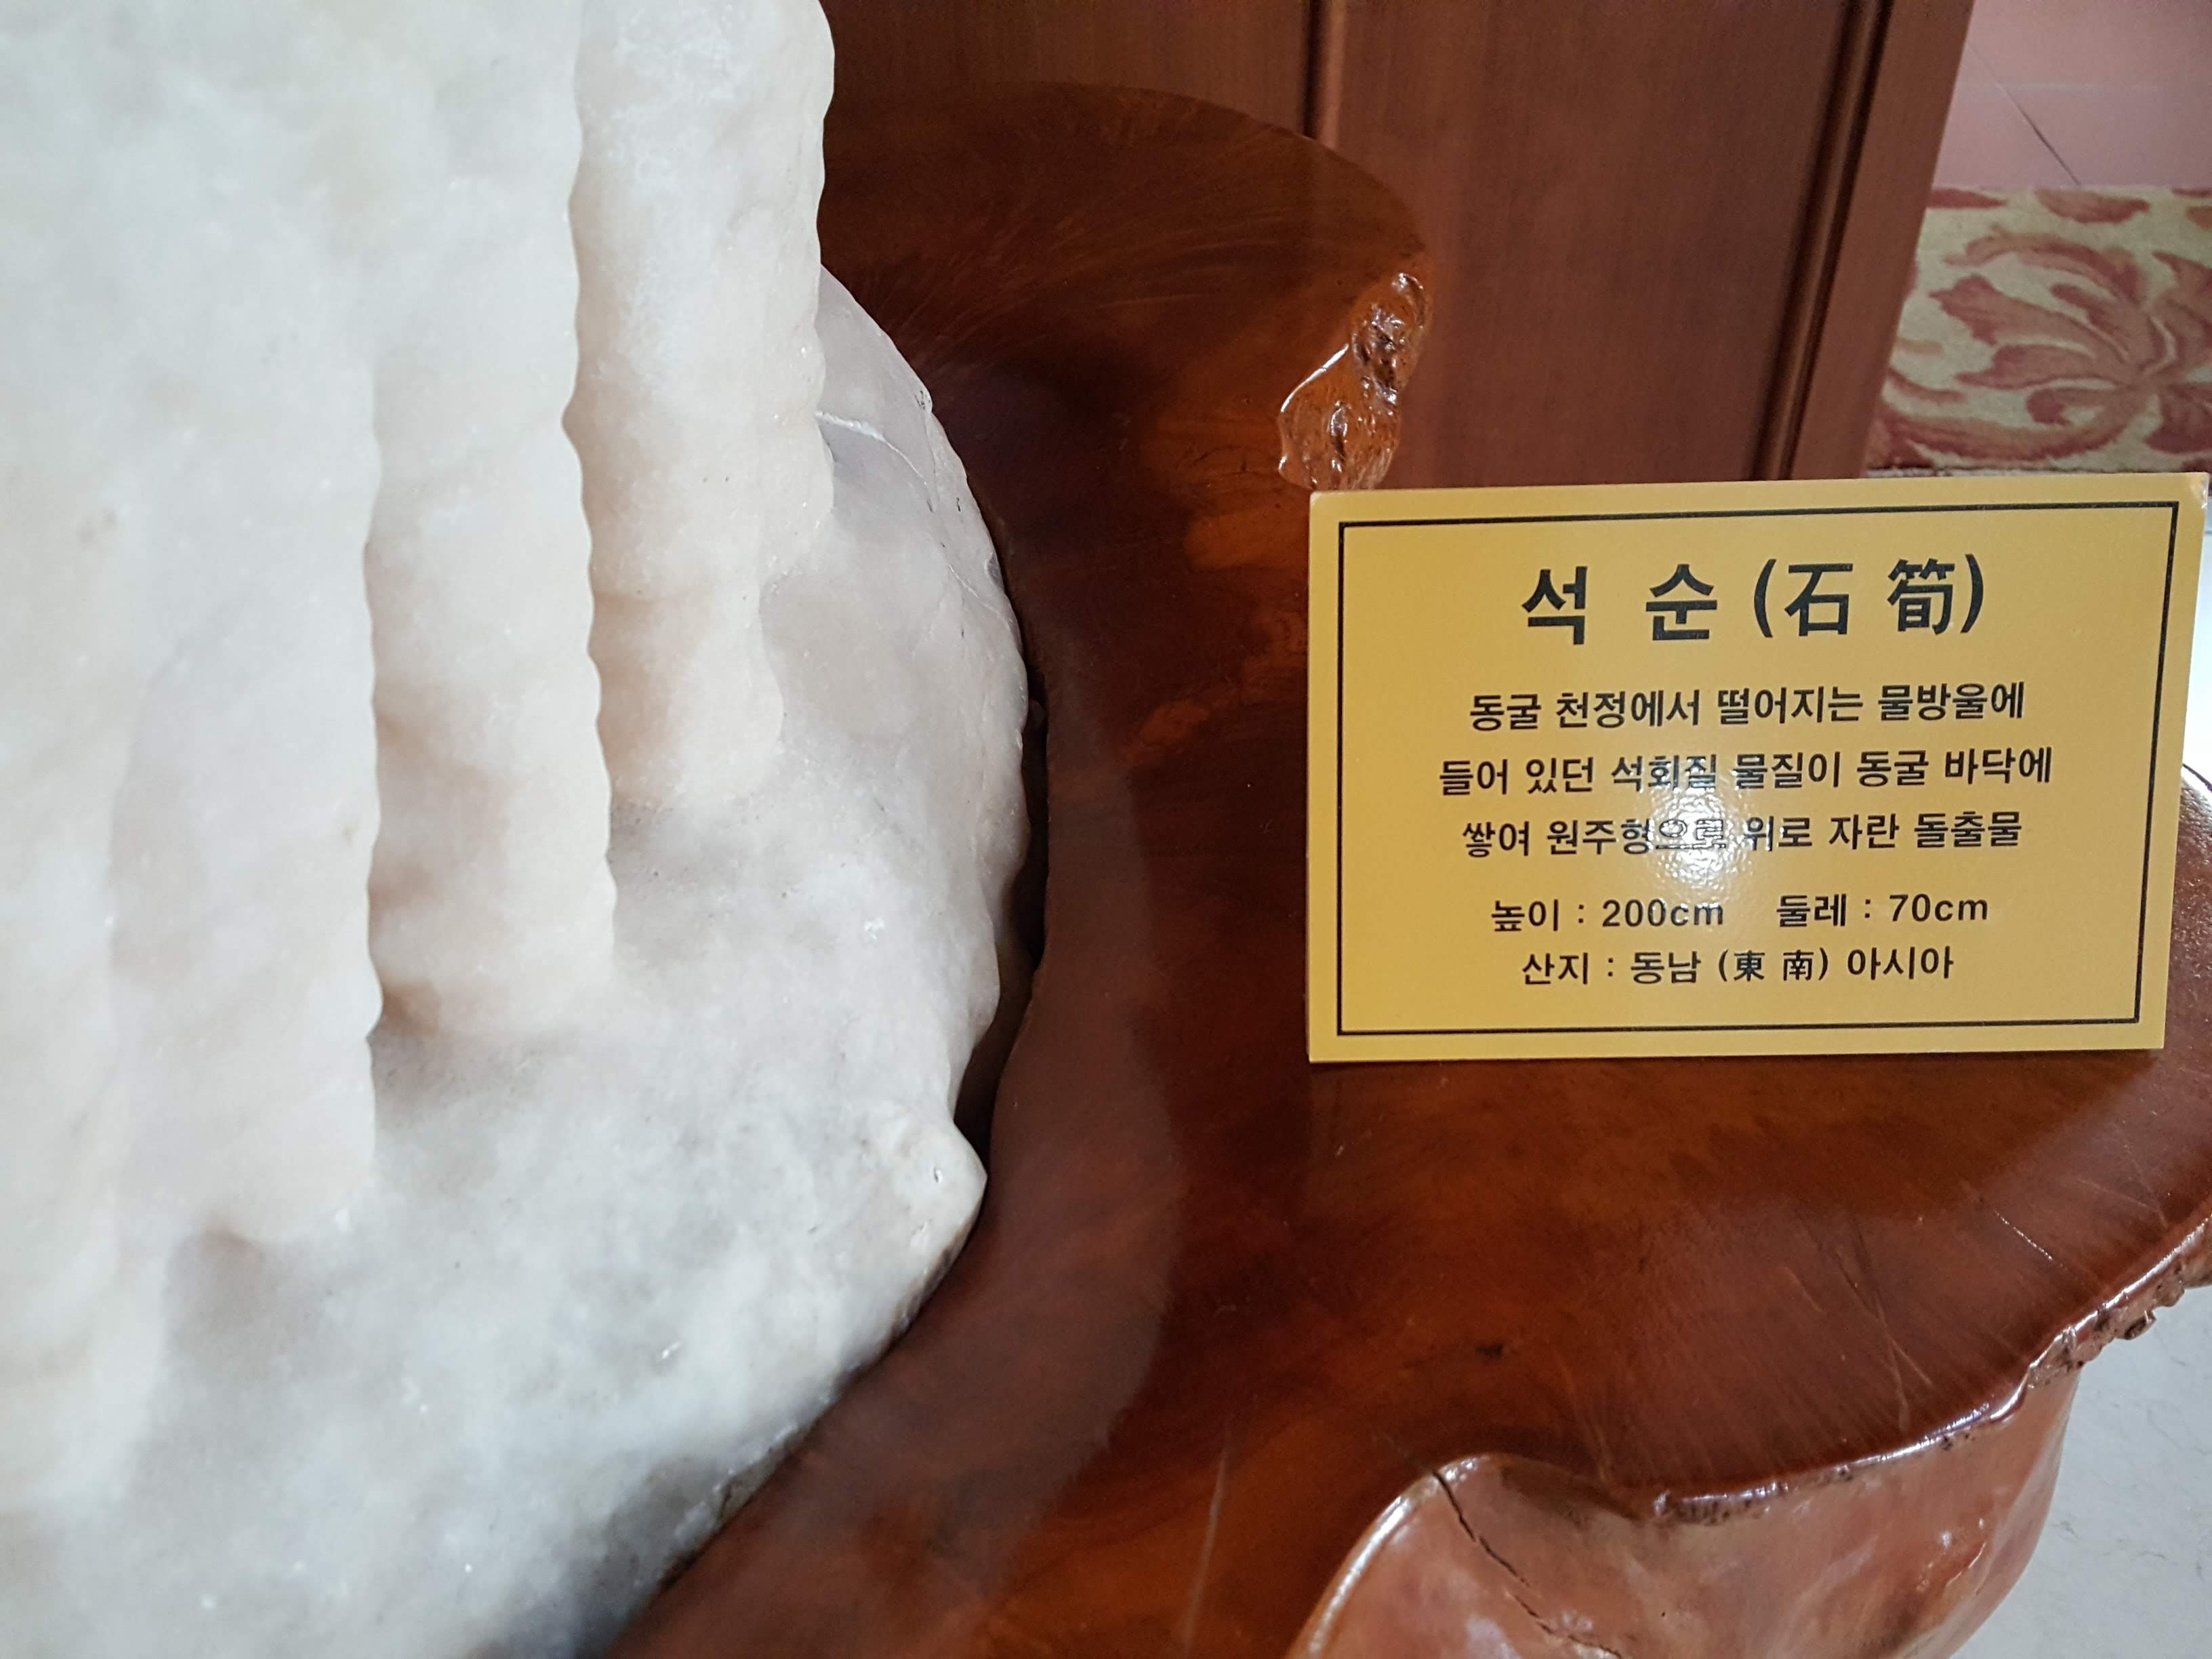 석 순 (石 筍)
동굴 천정에서 떨어지는 물방울에
들어 있던 석회질 물질이 동굴 바닥에
쌓여 원주형으로 위로 자란 돌출물
높이 : 200cm 둘레 : 70cm
산지 : 동남 (東 南) 아시아